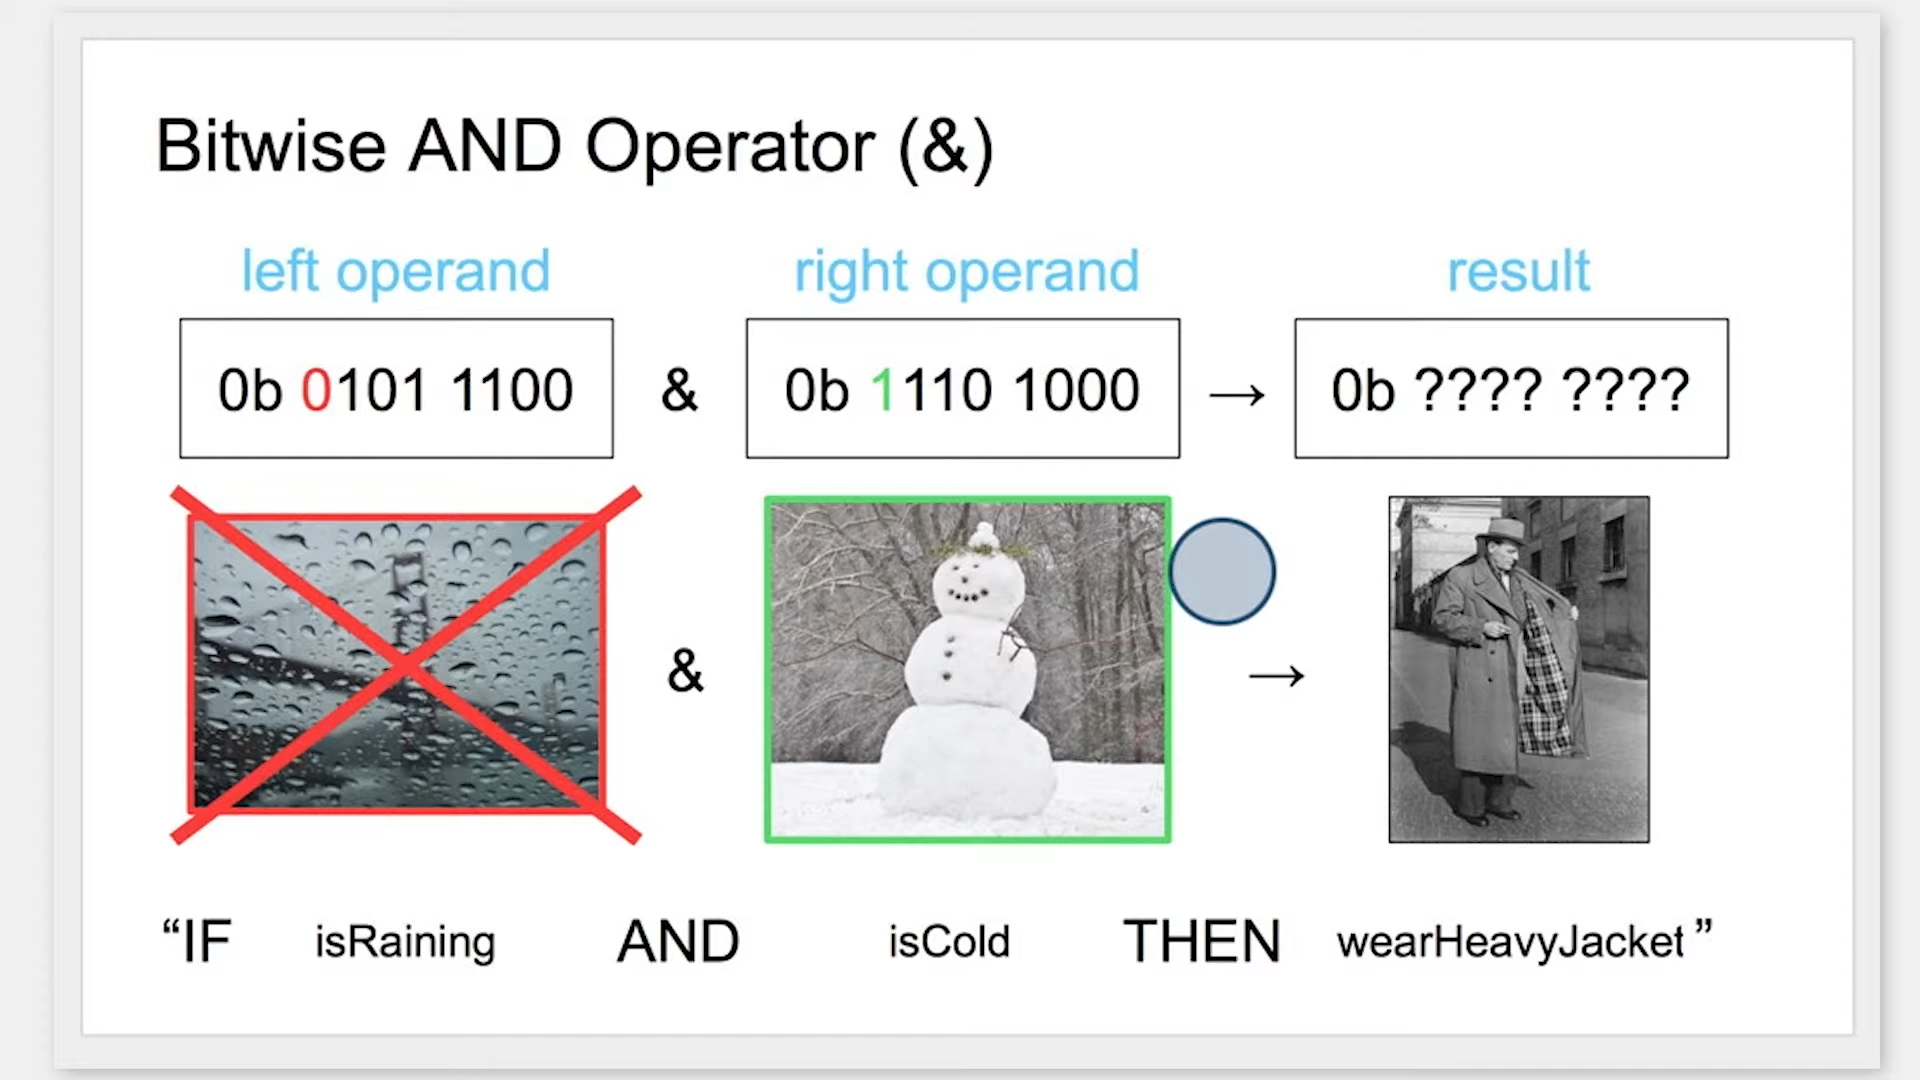 Bitwise AND Operator (&)
left operand right operand result
0b 0101 1100 & 0b 1110 1000 → 0b ???? ????
& →
“IF isRaining AND isCold THEN wearHeavyJacket ”